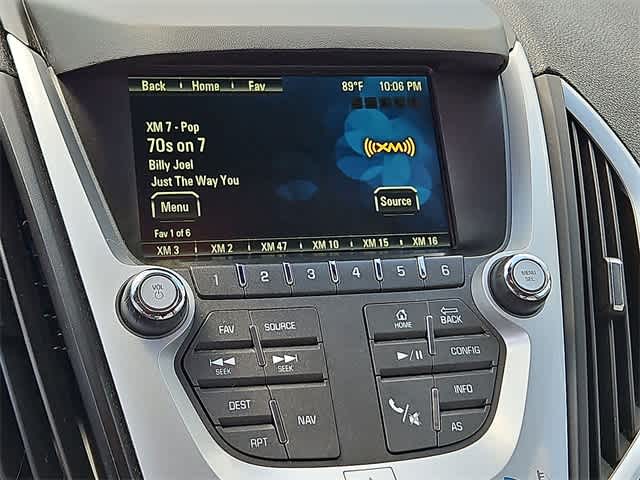 Back Home Fav 89°F 10:06 PM
XM 7 - Pop
70s on 7
Billy Joel
Just The Way You
((XM))
Menu Source
Fav 1 of 6
XM 3 XM 2 XM 47 XM 10 XM 15 XM 16
1 2 3 4 5 6
VOL
MENU
SEL
FAV SOURCE
HOME BACK
SEEK SEEK
CONFIG
DEST NAV
INFO
RPT
AS